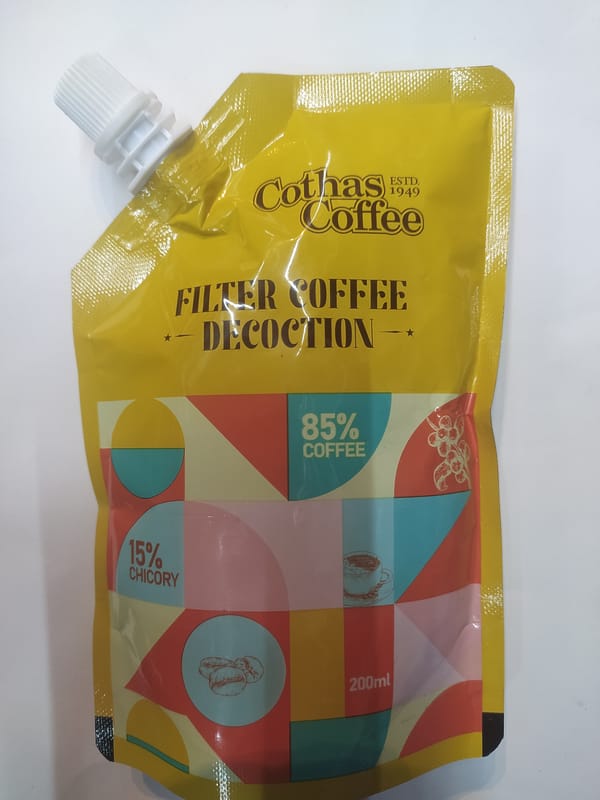 Cothas ESTD. 1949
Coffee
FILTER COFFEE
DECOCTION
85%
COFFEE
15%
CHICORY
200ml